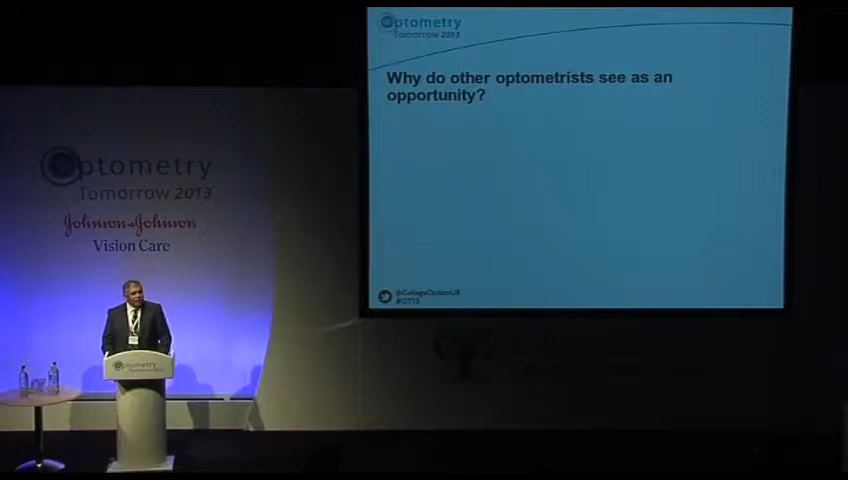 Optometry
Tomorrow 2013
Why do other optometrists see as an
opportunity?
@CollegeOptomUK
#OT13
Optometry
Tomorrow 2013
Johnson & Johnson
Vision Care
Optometry